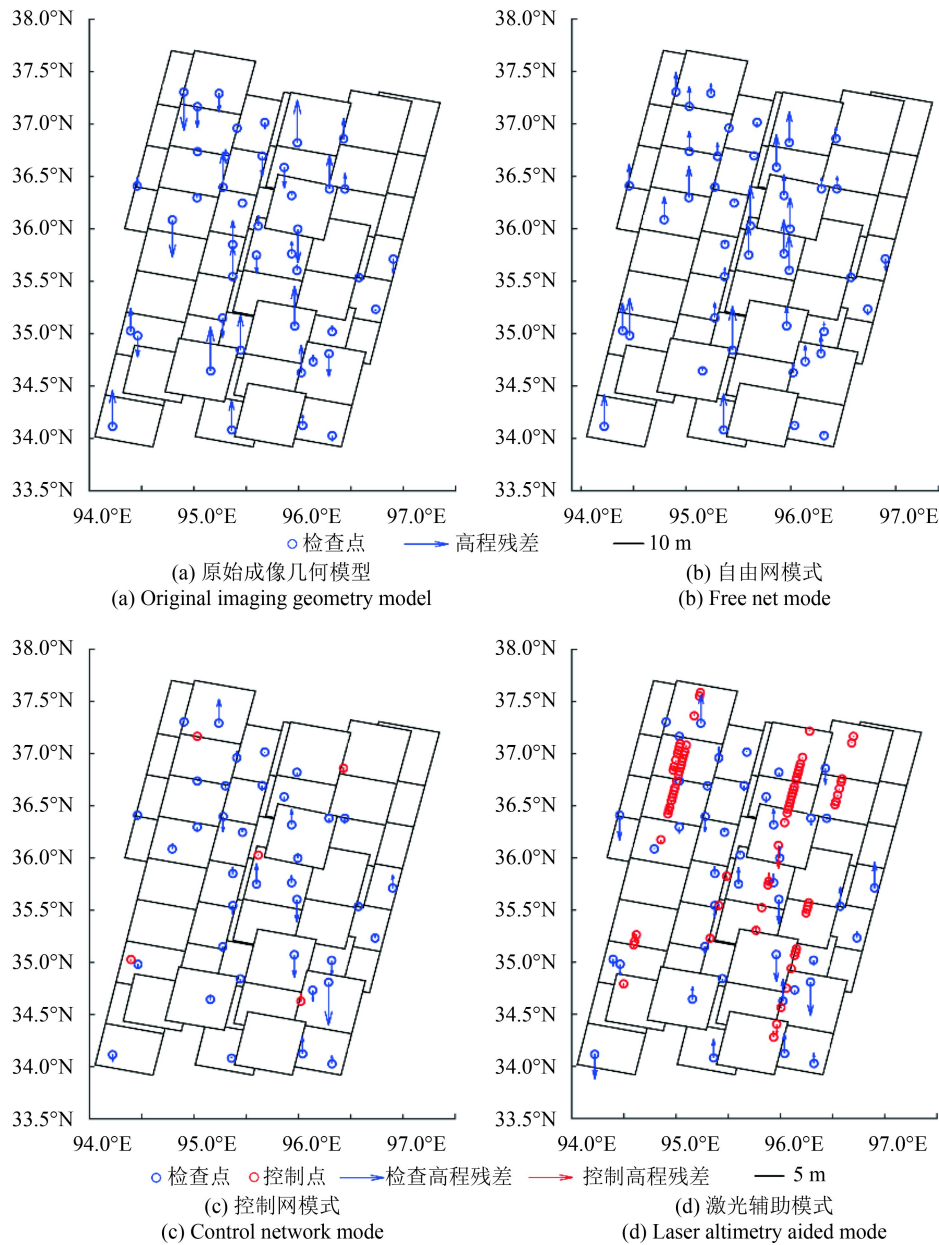 38.0°N
37.5°N
37.0°N
36.5°N
36.0°N
35.5°N
35.0°N
34.5°N
34.0°N
33.5°N
94.0°E 95.0°E 96.0°E 97.0°E
38.0°N
37.5°N
37.0°N
36.5°N
36.0°N
35.5°N
35.0°N
34.5°N
34.0°N
33.5°N
94.0°E 95.0°E 96.0°E 97.0°E
检查点 高程残差 10 m
(a) 原始成像几何模型
(a) Original imaging geometry model
(b) 自由网模式
(b) Free net mode
38.0°N
37.5°N
37.0°N
36.5°N
36.0°N
35.5°N
35.0°N
34.5°N
34.0°N
33.5°N
94.0°E 95.0°E 96.0°E 97.0°E
38.0°N
37.5°N
37.0°N
36.5°N
36.0°N
35.5°N
35.0°N
34.5°N
34.0°N
33.5°N
94.0°E 95.0°E 96.0°E 97.0°E
检查点 控制点 检查高程残差 控制高程残差 5 m
(c) 控制网模式
(c) Control network mode
(d) 激光辅助模式
(d) Laser altimetry aided mode